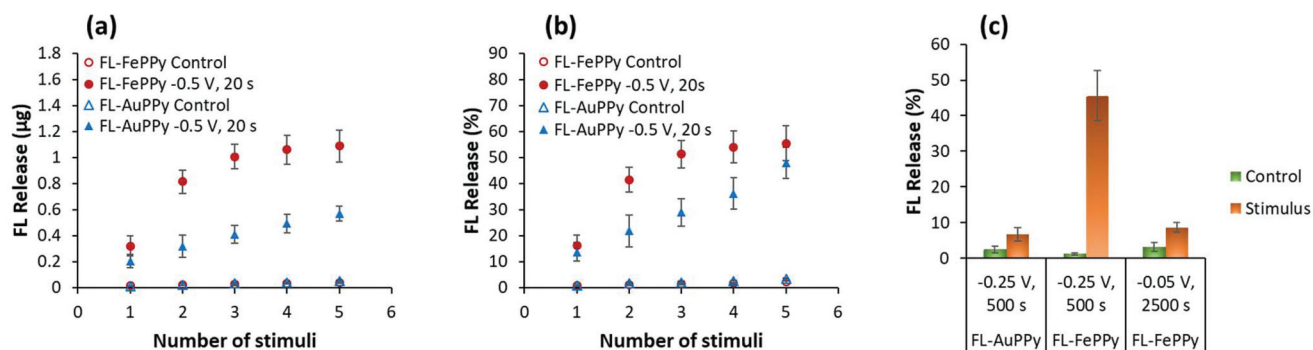 (a)
FL-FePPy Control
FL-FePPy -0.5 V, 20 s
FL-AuPPy Control
FL-AuPPy -0.5 V, 20 s
1.8
1.6
1.4
1.2
1
0.8
0.6
0.4
0.2
0
FL Release (µg)
0 1 2 3 4 5 6
Number of stimuli
(b)
FL-FePPy Control
FL-FePPy -0.5 V, 20s
FL-AuPPy Control
FL-AuPPy -0.5 V, 20 s
90
80
70
60
50
40
30
20
10
0
FL Release (%)
0 1 2 3 4 5 6
Number of stimuli
(c)
60
50
40
30
20
10
0
FL Release (%)
Control
Stimulus
-0.25 V, -0.25 V, -0.05 V,
500 s 500 s 2500 s
FL-AuPPy FL-FePPy FL-FePPy